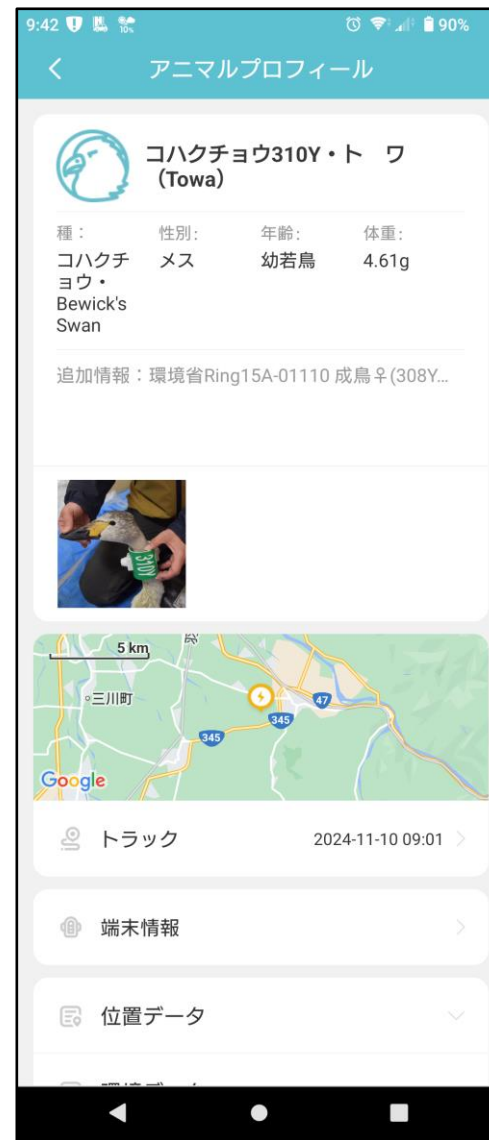 9:42
10%
90%
アニマルプロフィール
コハクチョウ310Y・ト　ワ
（Towa）
種：
性別:
年齢:
体重:
コハクチ
ョウ・
Bewick's
Swan
メス
幼若鳥
4.61g
追加情報：環境省Ring15A-01110 成鳥♀(308Y...
310Y
5 km
三川町
47
345
345
Google
トラック
2024-11-10 09:01
端末情報
位置データ